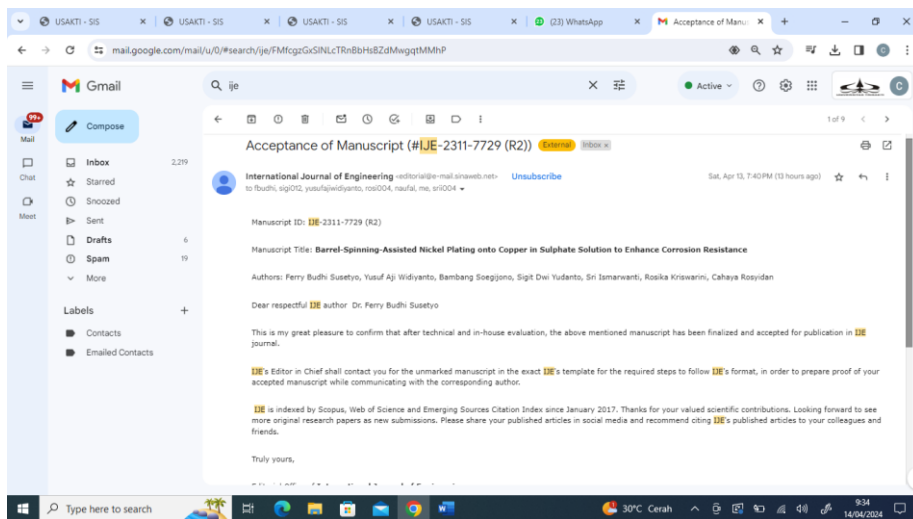 USAKTI - SIS
USAKTI - SIS
USAKTI - SIS
USAKTI - SIS
(23) WhatsApp
Acceptance of Manu
mail.google.com/mail/u/0/#search/ije/FMfcgzGxSlNLcTRnBbHsBZdMwgqtMMhP
Gmail
ije
Active
99+
Mail
Chat
Meet
Compose
Inbox 2,219
Starred
Snoozed
Sent
Drafts 6
Spam 19
More
Labels
Contacts
Emailed Contacts
1 of 9
Acceptance of Manuscript (#IJE-2311-7729 (R2)) External Inbox x
International Journal of Engineering <editorial@e-mail.sinaweb.net> Unsubscribe
Sat, Apr 13, 7:40 PM (13 hours ago)
to fbudhi, sigi012, yusufajiwidiyanto, rosi004, naufal, me, srii004
Manuscript ID: IJE-2311-7729 (R2)
Manuscript Title: Barrel-Spinning-Assisted Nickel Plating onto Copper in Sulphate Solution to Enhance Corrosion Resistance
Authors: Ferry Budhi Susetyo, Yusuf Aji Widiyanto, Bambang Soegijono, Sigit Dwi Yudanto, Sri Ismarwanti, Rosika Kriswarini, Cahaya Rosyidan
Dear respectful IJE author Dr. Ferry Budhi Susetyo
This is my great pleasure to confirm that after technical and in-house evaluation, the above mentioned manuscript has been finalized and accepted for publication in IJE
journal.
IJE's Editor in Chief shall contact you for the unmarked manuscript in the exact IJE's template for the required steps to follow IJE's format, in order to prepare proof of your
accepted manuscript while communicating with the corresponding author.
IJE is indexed by Scopus, Web of Science and Emerging Sources Citation Index since January 2017. Thanks for your valued scientific contributions. Looking forward to see
more original research papers as new submissions. Please share your published articles in social media and recommend citing IJE's published articles to your colleagues and
friends.
Truly yours,
Type here to search
30°C Cerah
9:34
14/04/2024